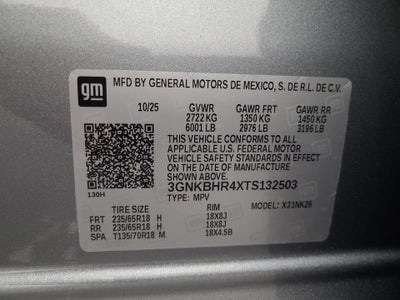 gm
MFD BY GENERAL MOTORS DE MEXICO, S. DE R.L. DE C.V.
10/25 GVWR GAWR FRT GAWR RR
2722 KG 1350 KG 1450 KG
6001 LB 2976 LB 3196 LB
THIS VEHICLE CONFORMS TO ALL
APPLICABLE U.S. FEDERAL MOTOR
VEHICLE SAFETY STANDARDS IN
EFFECT ON THE DATE OF MANUFACTURE
SHOWN ABOVE.
3GNKBHR4XTS132503
130H
TYPE: MPV MODEL: X31NK26
TIRE SIZE RIM
FRT 235/65R18 H 18X8J
RR 235/65R18 H 18X8J
SPA T135/70R18 M 18X4.5B